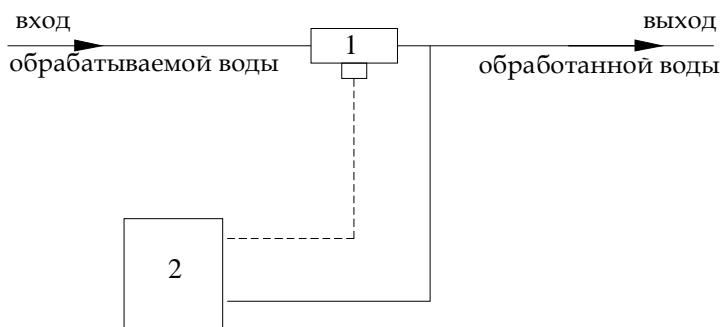 вход
обрабатываемой воды
1
выход
обработанной воды
2